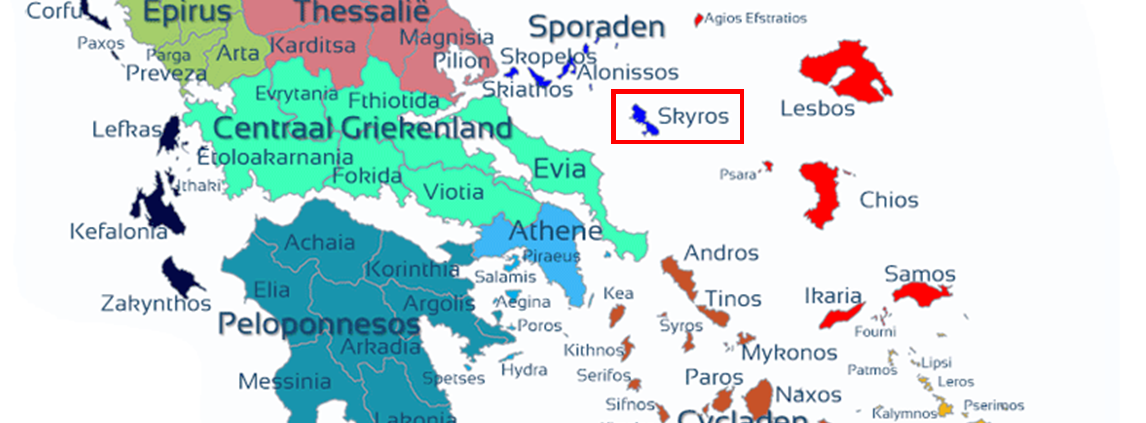 Corfu
Epirus
Thessalië
Sporaden
Agios Efstratios
Paxos
Parga
Arta
Karditsa
Magnisia
Pilion
Skopelos
Alonissos
Preveza
Skiathos
Evrytania
Fthiotida
Lesbos
Skyros
Lefkas
Centraal Griekenland
Etoloakarnania
Fokida
Evia
Psara
Ithaki
Viotia
Chios
Kefalonia
Athene
Achaia
Piraeus
Andros
Korinthia
Salamis
Samos
Elia
Kea
Tinos
Ikaria
Zakynthos
Argolis
Aegina
Peloponnesos
Poros
Syros
Fourni
Arkadia
Kithnos
Mykonos
Hydra
Patmos
Lipsi
Messinia
Spetses
Serifos
Paros
Naxos
Leros
Sifnos
Kalymnos
Pserimos
Lakonia
Cycladen